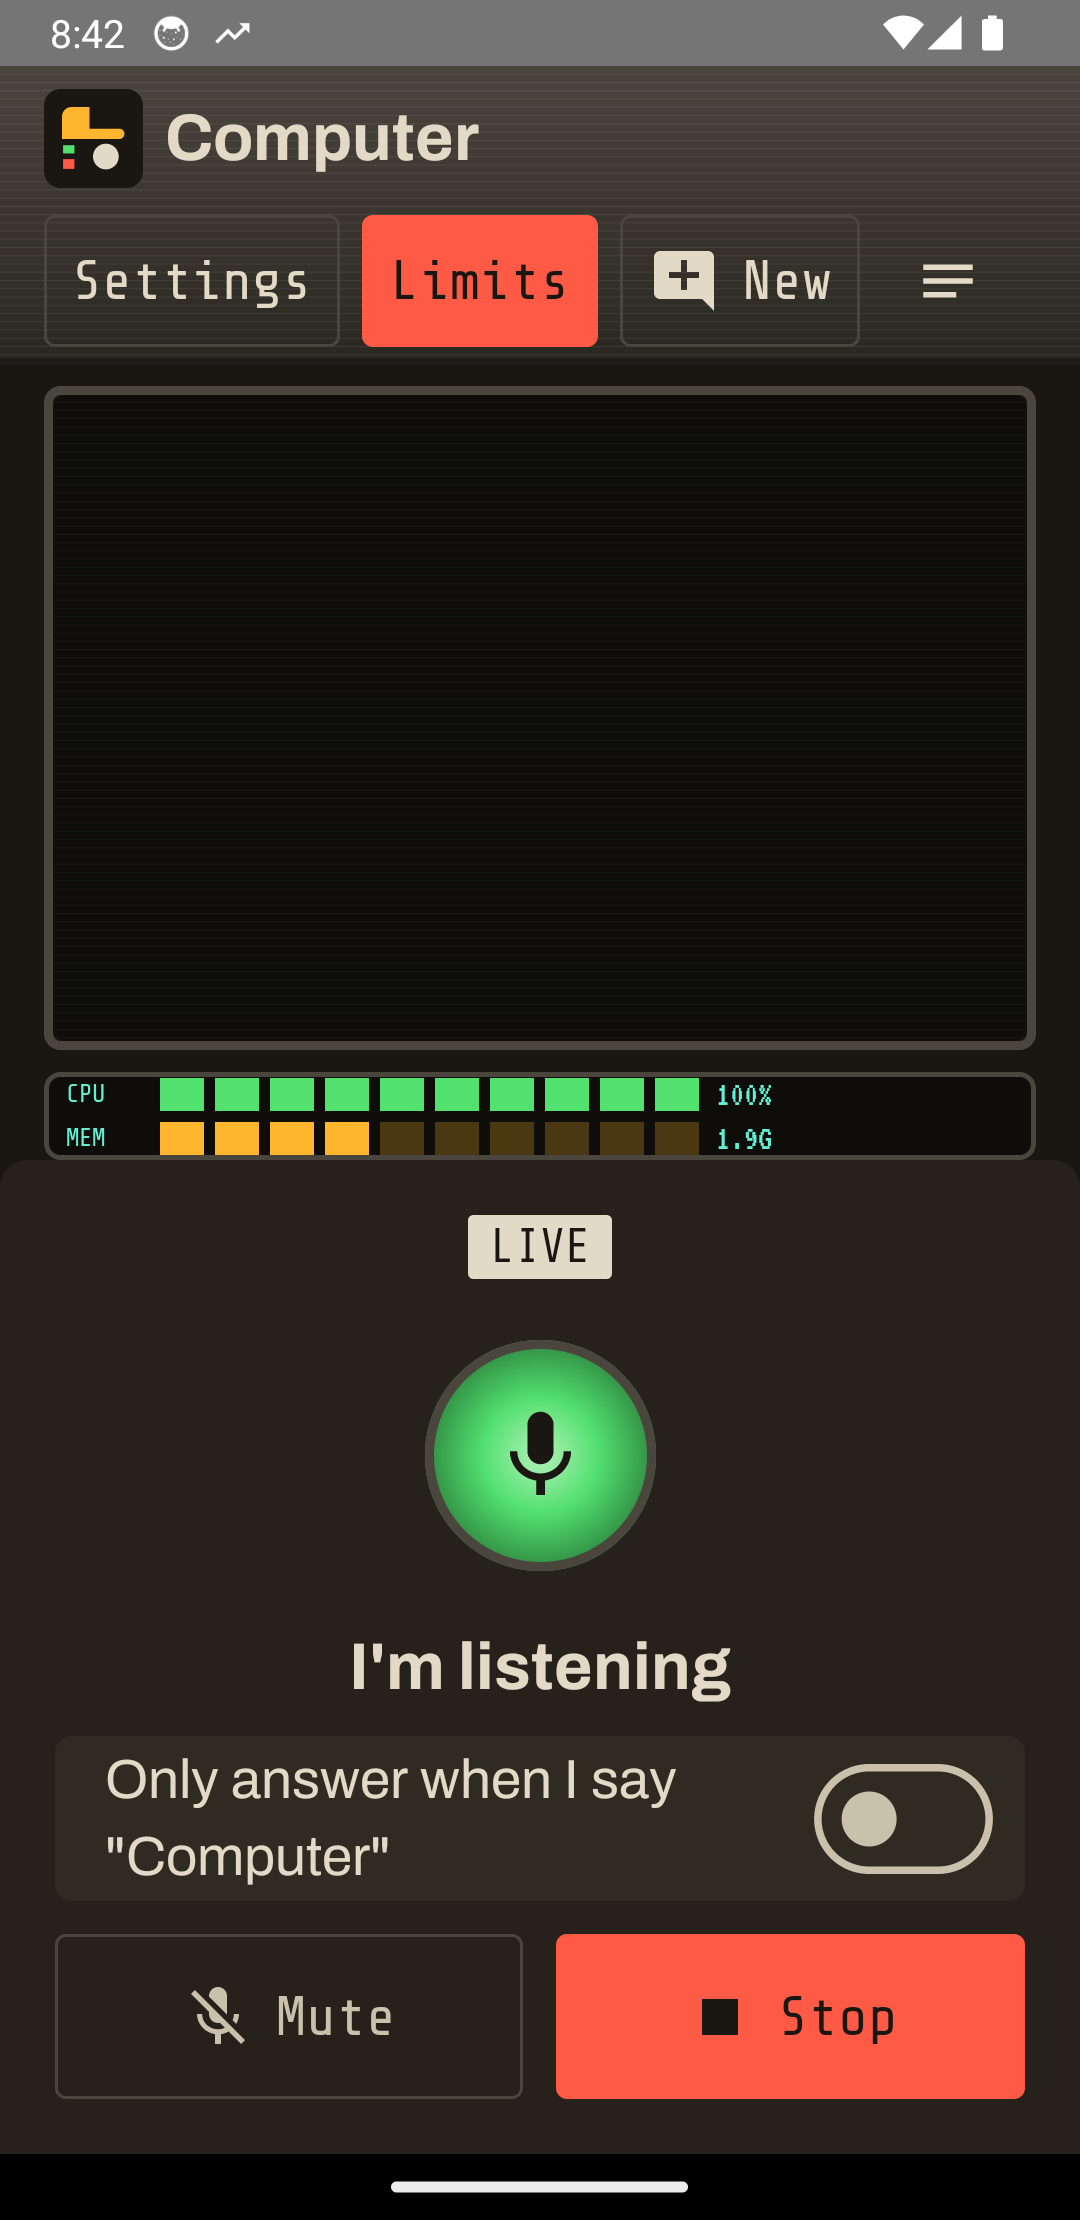 8:42
Computer
Settings Limits New
CPU 100%
MEM 1.9G
LIVE
I'm listening
Only answer when I say
"Computer"
Mute Stop